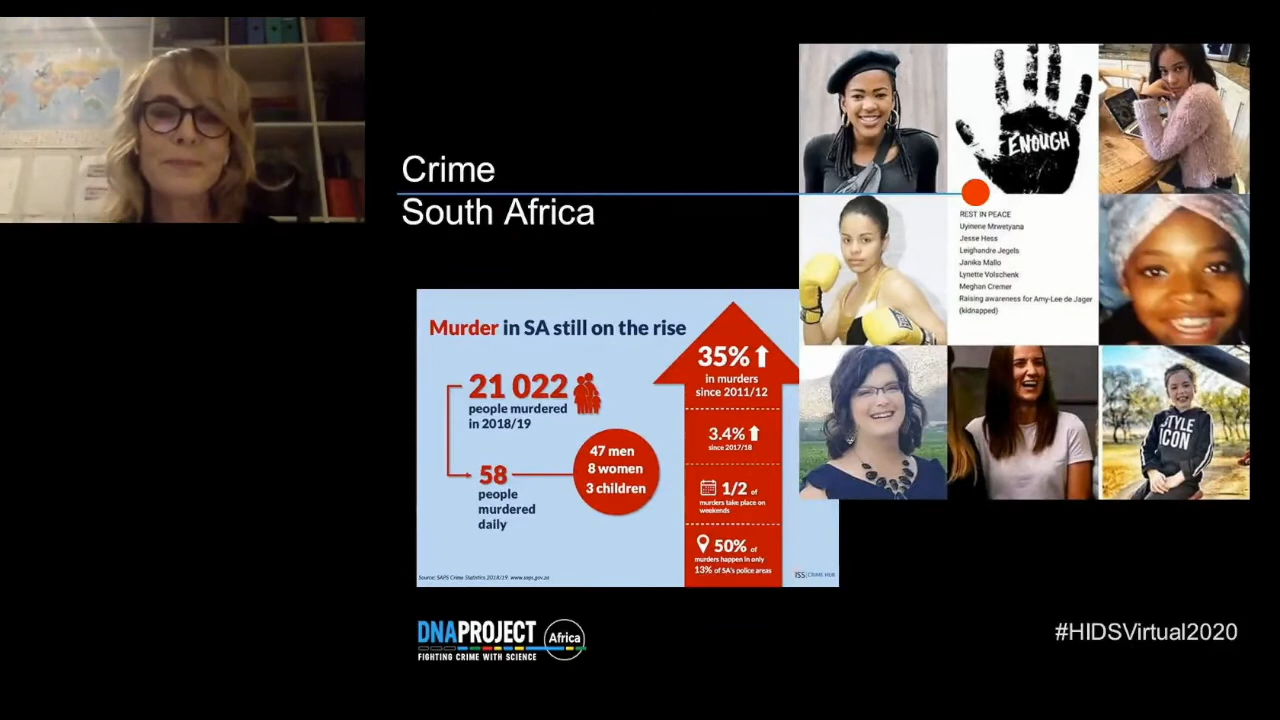 Crime
South Africa
Murder in SA still on the rise
21 022
people murdered
in 2018/19
58
people
murdered
daily
47 men
8 women
3 children
35%
in murders
since 2011/12
3.4%
since 2017/18
1/2 of
murders take place on
weekends
50% of
murders happen in only
13% of SA's police areas
Source: SAPS Crime Statistics 2018/19, www.saps.gov.za
ISS CRIME HUB
ENOUGH
REST IN PEACE
Uyinene Mrwetyana
Jesse Hess
Leighandre Jegels
Janika Mallo
Lynette Volschenk
Meghan Cremer
Raising awareness for Amy-Lee de Jager
(kidnapped)
STYLE
ICON
DNAPROJECT Africa
FIGHTING CRIME WITH SCIENCE
#HIDSVirtual2020